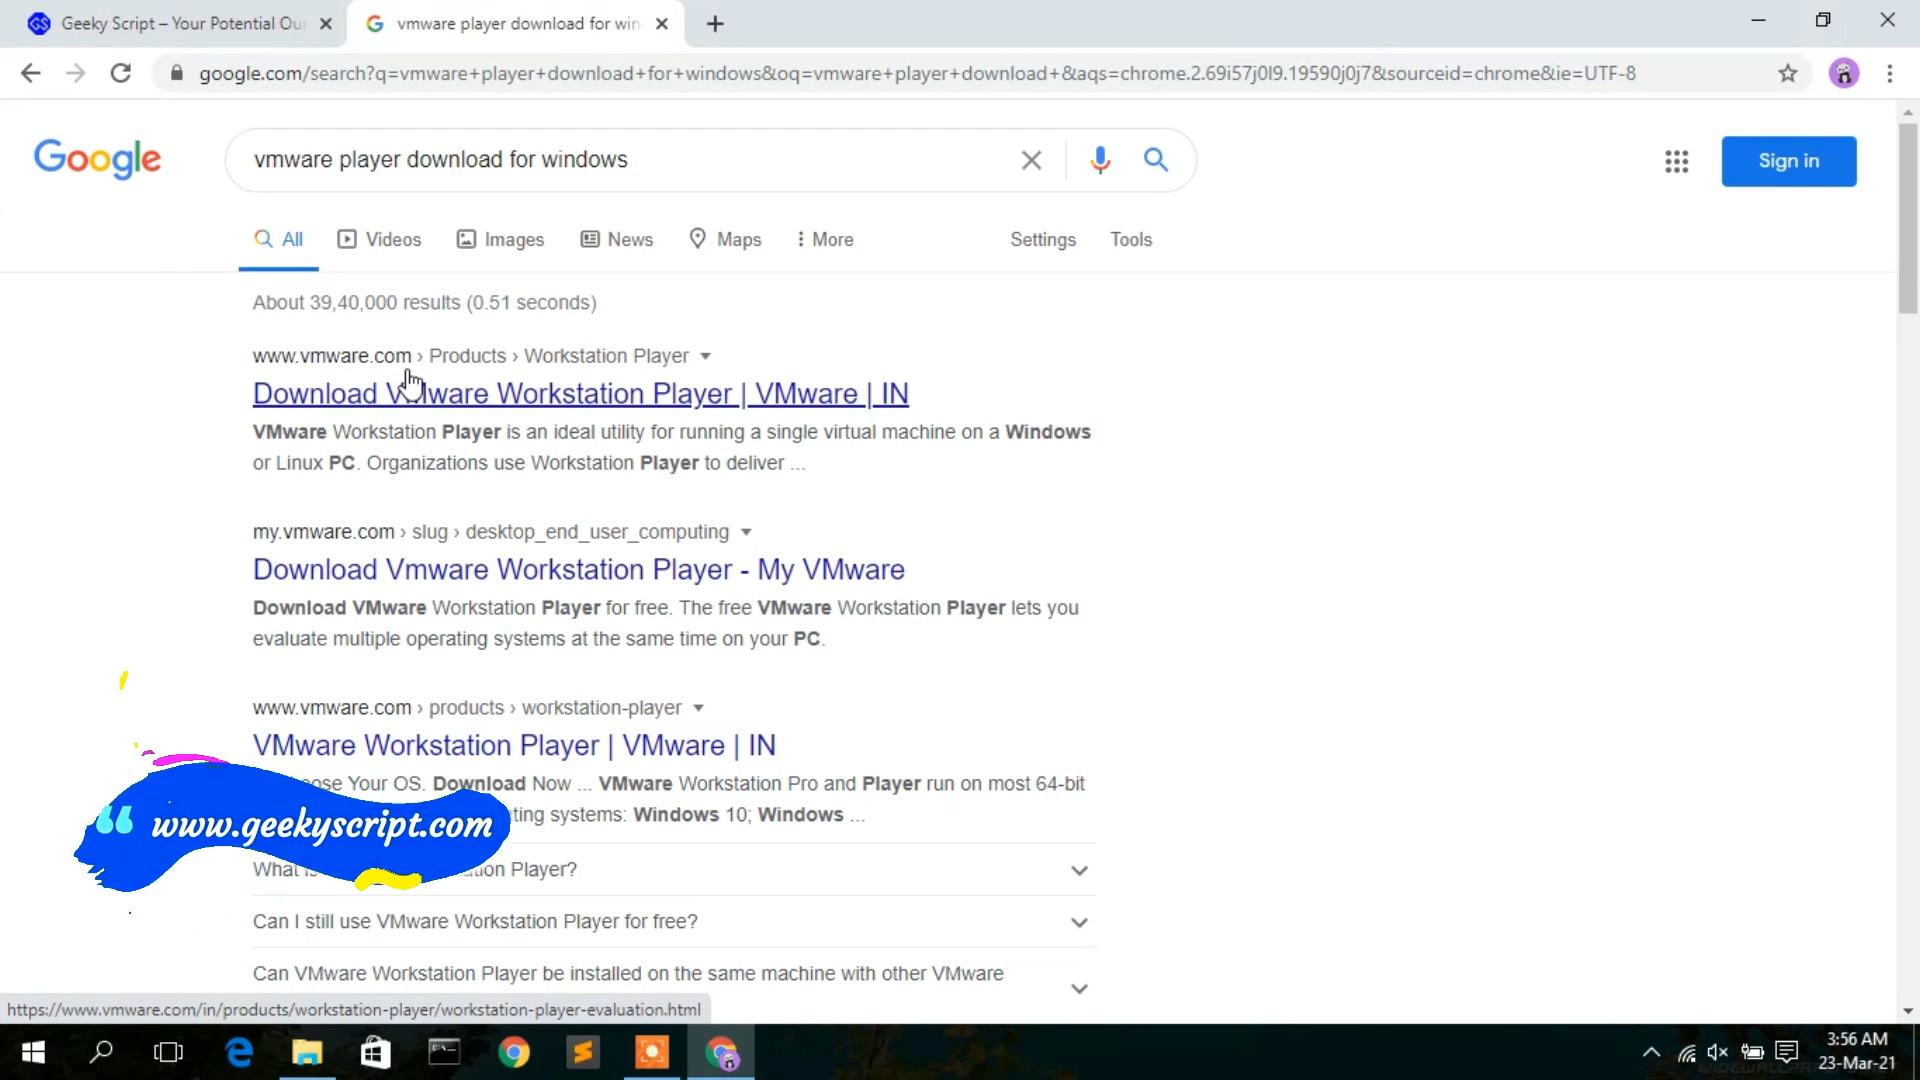 Geeky Script – Your Potential Ou
vmware player download for win
google.com/search?q=vmware+player+download+for+windows&oq=vmware+player+download+&aqs=chrome.2.69i57j0l9.19590j0j7&sourceid=chrome&ie=UTF-8
Google
vmware player download for windows
Sign in
All
Videos
Images
News
Maps
More
Settings
Tools
About 39,40,000 results (0.51 seconds)
www.vmware.com › Products › Workstation Player
Download VMware Workstation Player | VMware | IN
VMware Workstation Player is an ideal utility for running a single virtual machine on a Windows
or Linux PC. Organizations use Workstation Player to deliver ...
my.vmware.com › slug › desktop_end_user_computing
Download Vmware Workstation Player - My VMware
Download VMware Workstation Player for free. The free VMware Workstation Player lets you
evaluate multiple operating systems at the same time on your PC.
www.vmware.com › products › workstation-player
VMware Workstation Player | VMware | IN
oose Your OS. Download Now ... VMware Workstation Pro and Player run on most 64-bit
ting systems: Windows 10; Windows ...
“ www.geekyscript.com
What is tion Player?
Can I still use VMware Workstation Player for free?
Can VMware Workstation Player be installed on the same machine with other VMware
https://www.vmware.com/in/products/workstation-player/workstation-player-evaluation.html
3:56 AM
23-Mar-21